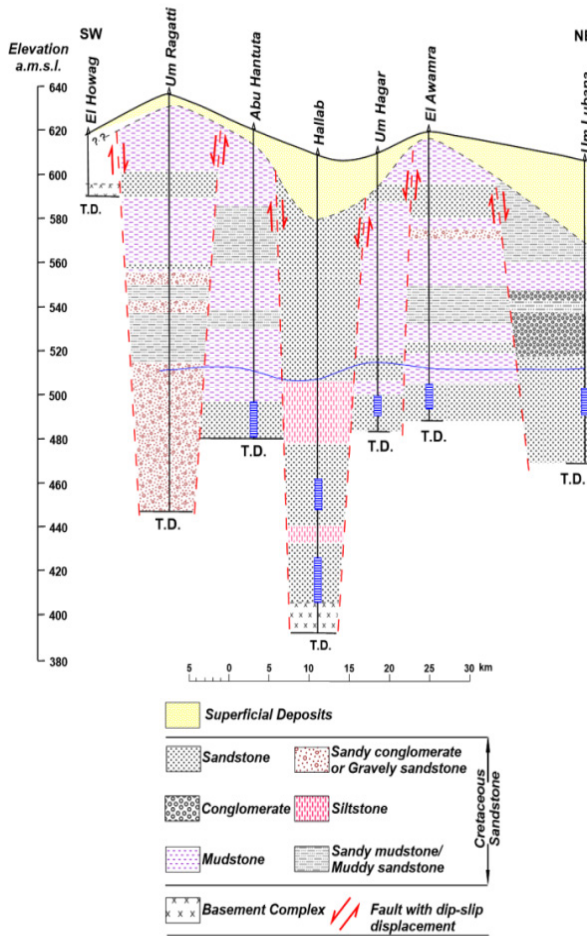 SW
NE
Elevation
a.m.s.l.
El Howag
Um Ragatti
Abu Hantuta
Hallab
Um Hagar
El Awamra
Um Lubana
640
620
600
580
560
540
520
500
480
460
440
420
400
380
?-?-
T.D.
T.D.
T.D.
T.D.
T.D.
T.D.
T.D.
5 0 5 10 15 20 25 30 km
Superficial Deposits
Sandstone
Sandy conglomerate
or Gravely sandstone
Conglomerate
Siltstone
Mudstone
Sandy mudstone/
Muddy sandstone
Cretaceous
Sandstone
Basement Complex
Fault with dip-slip
displacement